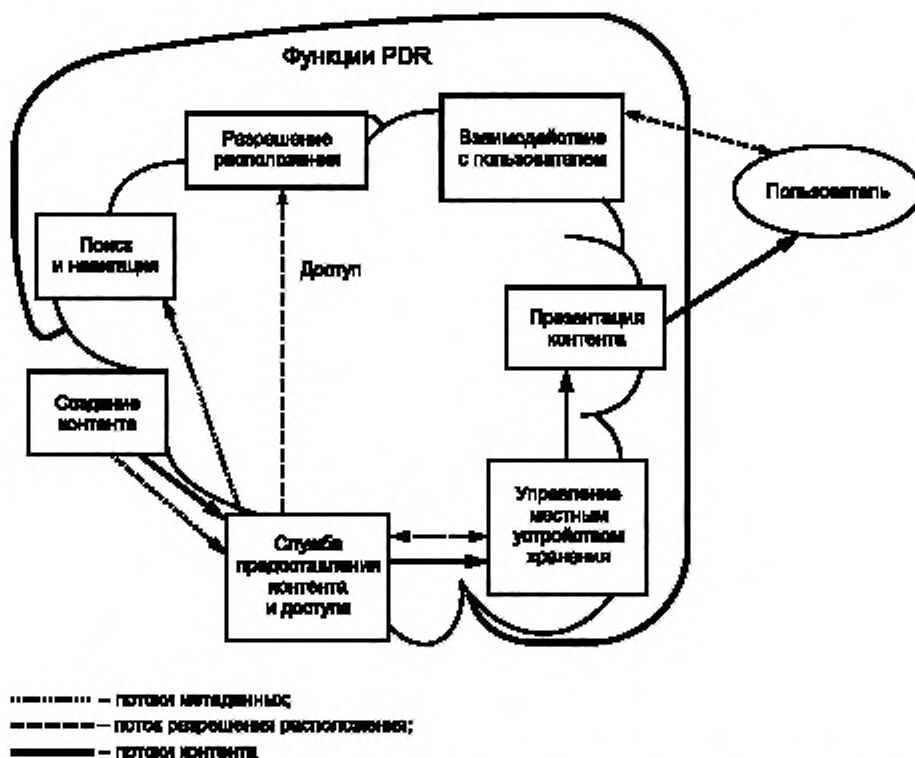 Функции PDR
Разрешение
расположения
Взаимодействие
с пользователем
Пользователь
Поиск
и навигация
Доступ
Презентация
контента
Создание
контента
Управление
местным
устройством
хранения
Служба
предоставления
контента
и доступа
– потоки метаданных;
– поток разрешения расположения;
– потоки контента